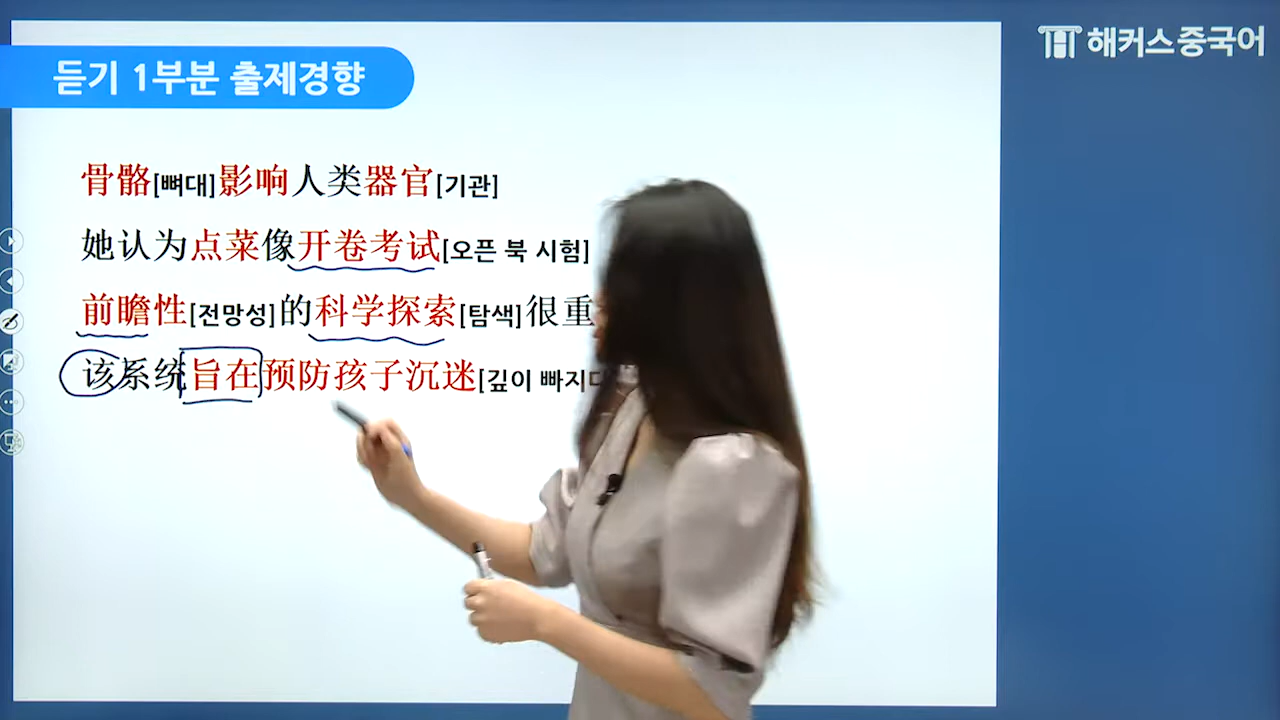 해커스중국어
듣기 1부분 출제경향
骨骼[뼈대]影响人类器官[기관]
她认为点菜像开卷考试[오픈 북 시험]
前瞻性[전망성]的科学探索[탐색]很重
该系统旨在预防孩子沉迷[깊이 빠지다